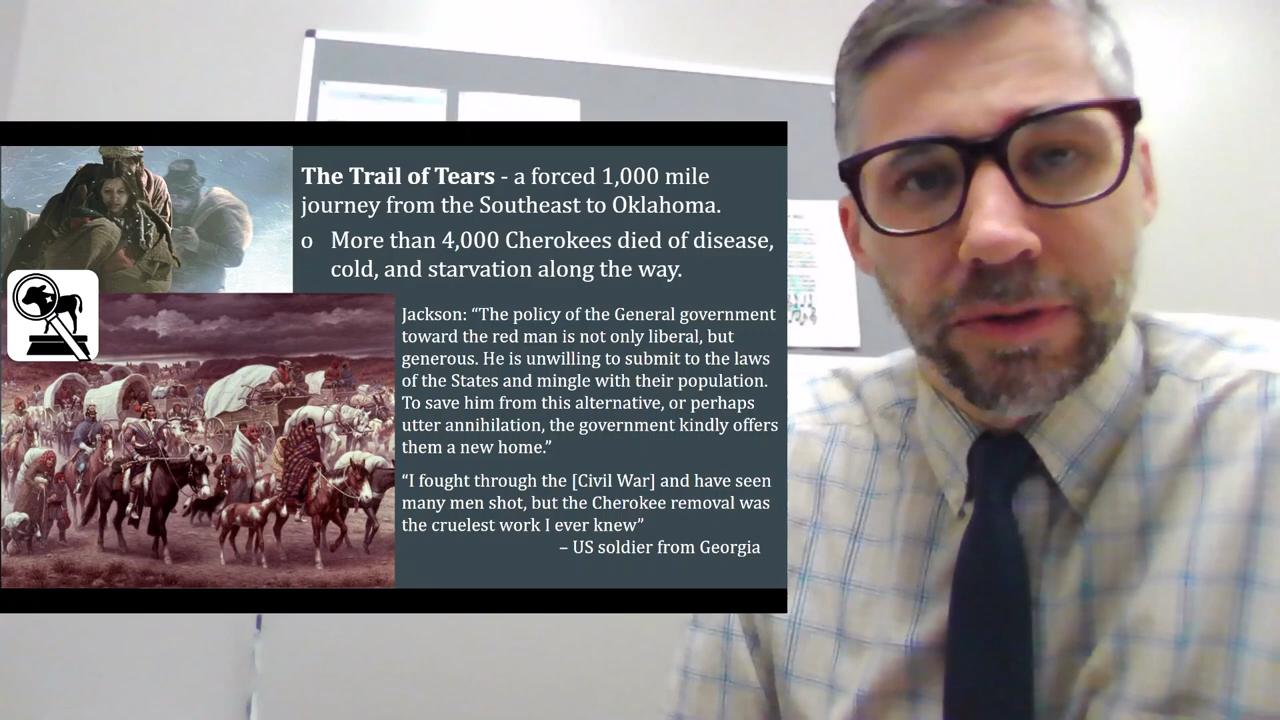 The Trail of Tears - a forced 1,000 mile
journey from the Southeast to Oklahoma.
o More than 4,000 Cherokees died of disease,
cold, and starvation along the way.
Jackson: “The policy of the General government
toward the red man is not only liberal, but
generous. He is unwilling to submit to the laws
of the States and mingle with their population.
To save him from this alternative, or perhaps
utter annihilation, the government kindly offers
them a new home.”
“I fought through the [Civil War] and have seen
many men shot, but the Cherokee removal was
the cruelest work I ever knew”
– US soldier from Georgia